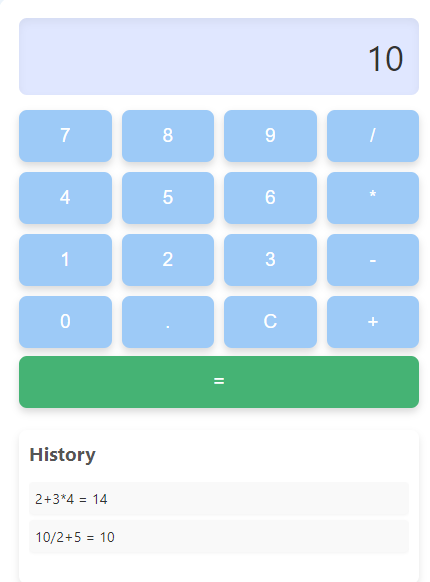 10
7 8 9 /
4 5 6 *
1 2 3 -
0 . C +
=
History
2+3*4 = 14
10/2+5 = 10